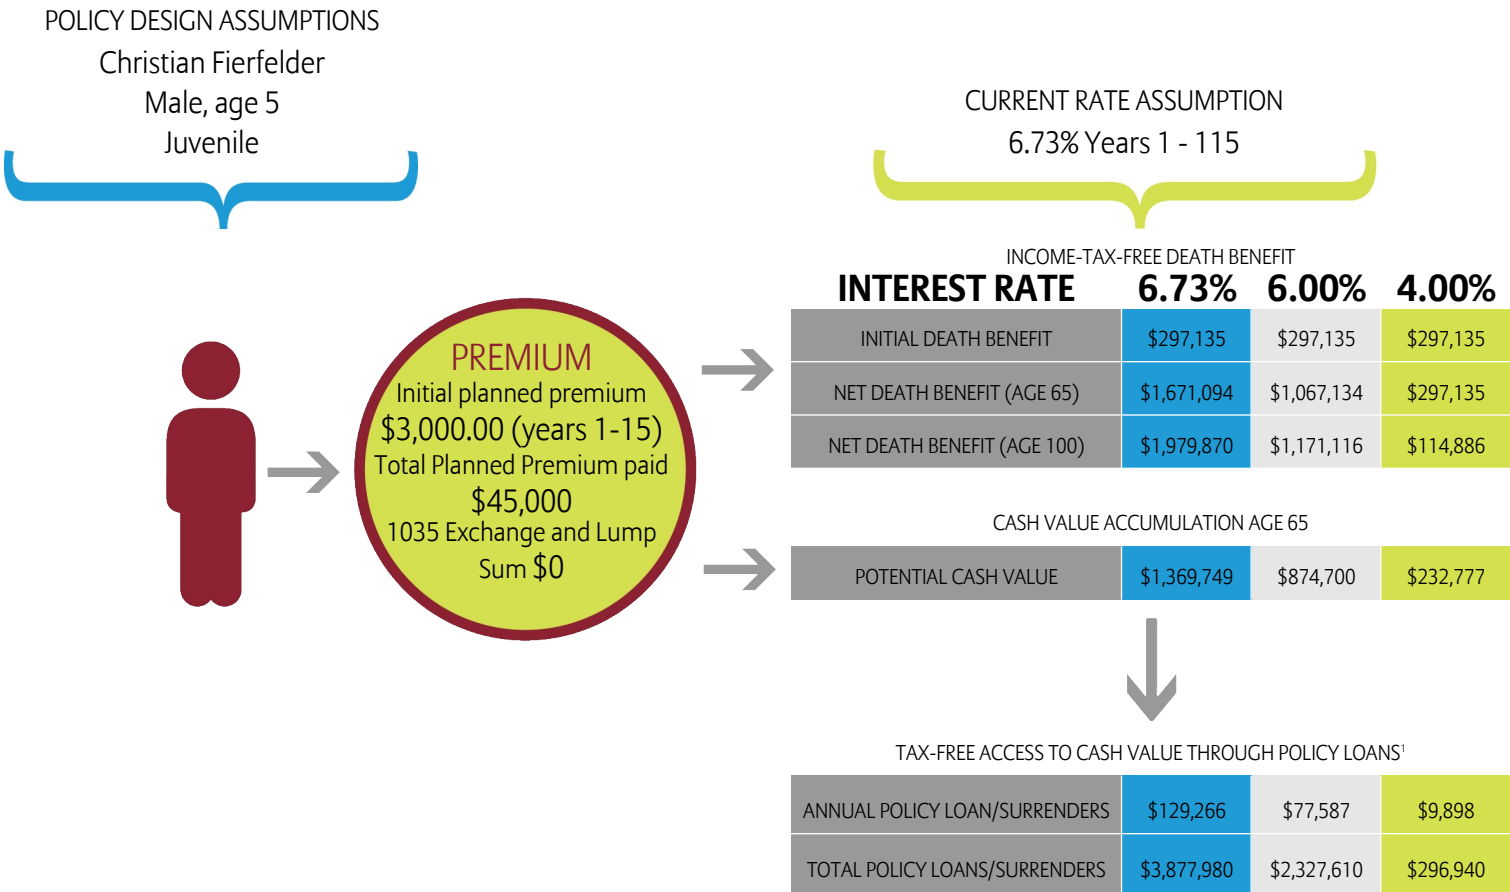 POLICY DESIGN ASSUMPTIONS
Christian Fierfelder
Male, age 5
Juvenile
CURRENT RATE ASSUMPTION
6.73% Years 1 - 115
PREMIUM
Initial planned premium
$3,000.00 (years 1-15)
Total Planned Premium paid
$45,000
1035 Exchange and Lump
Sum $0
INCOME-TAX-FREE DEATH BENEFIT
INTEREST RATE 6.73% 6.00% 4.00%
INITIAL DEATH BENEFIT $297,135 $297,135 $297,135
NET DEATH BENEFIT (AGE 65) $1,671,094 $1,067,134 $297,135
NET DEATH BENEFIT (AGE 100) $1,979,870 $1,171,116 $114,886
CASH VALUE ACCUMULATION AGE 65
POTENTIAL CASH VALUE $1,369,749 $874,700 $232,777
TAX-FREE ACCESS TO CASH VALUE THROUGH POLICY LOANS¹
ANNUAL POLICY LOAN/SURRENDERS $129,266 $77,587 $9,898
TOTAL POLICY LOANS/SURRENDERS $3,877,980 $2,327,610 $296,940